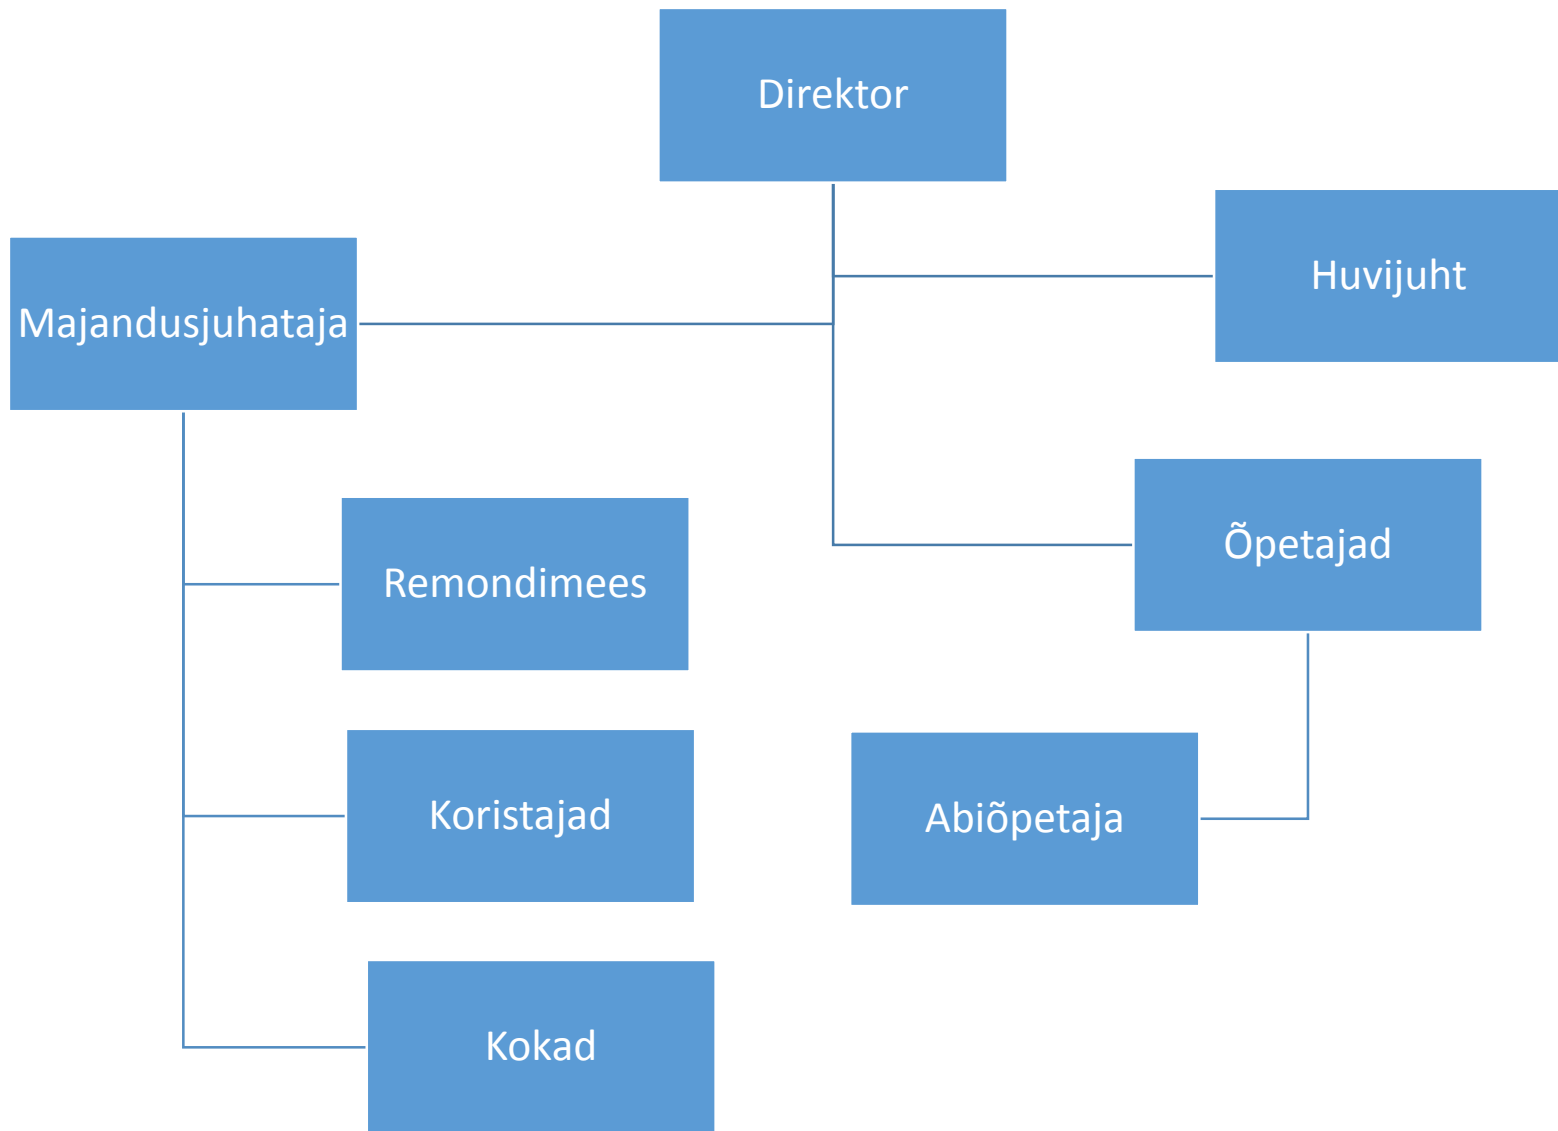 Direktor
Huvijuht
Majandusjuhataja
Õpetajad
Remondimees
Koristajad
Abiõpetaja
Kokad